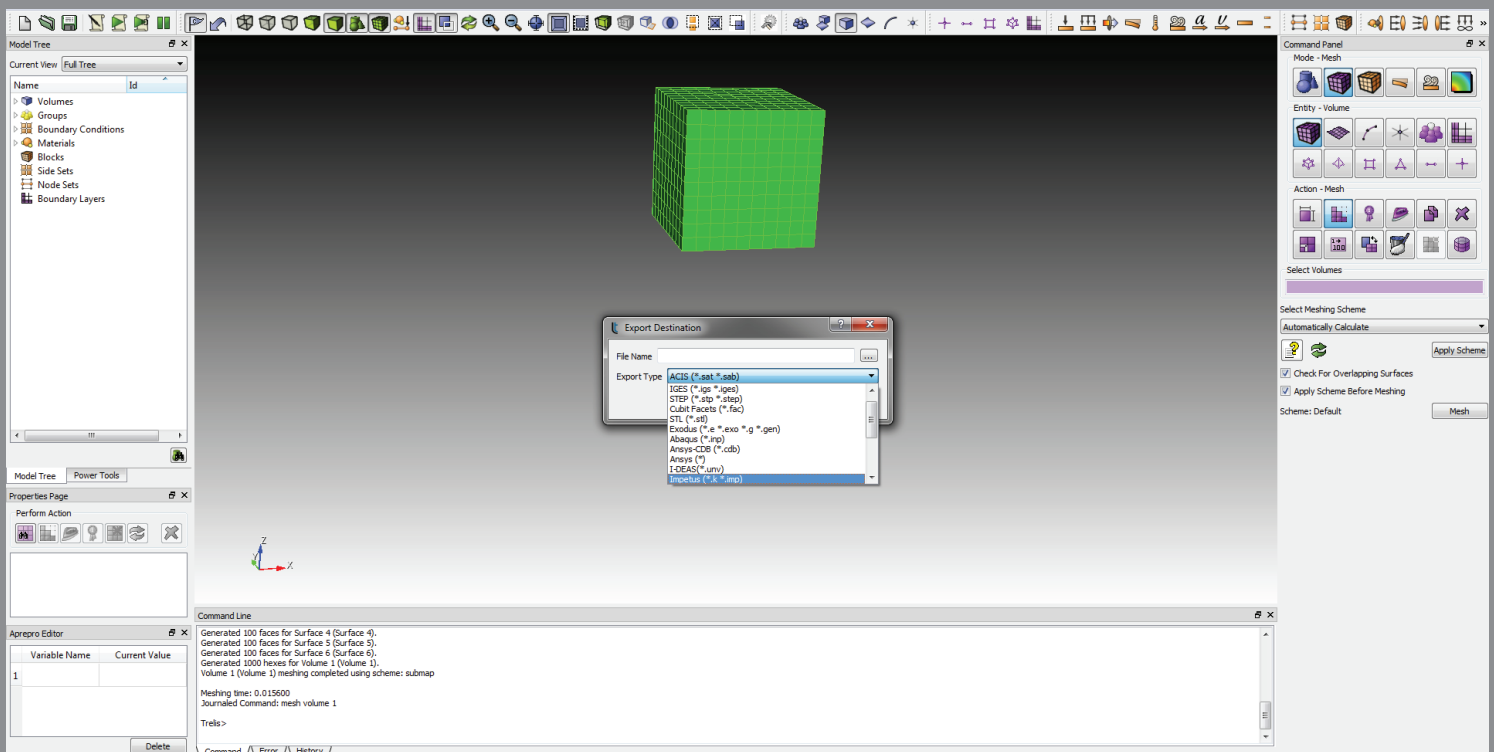 Model Tree
Current View Full Tree
Name Id
Volumes
Groups
Boundary Conditions
Materials
Blocks
Side Sets
Node Sets
Boundary Layers
Model Tree Power Tools
Properties Page
Perform Action
Aprepro Editor
Variable Name Current Value
1
Delete
Export Destination
File Name
...
Export Type ACIS (*.sat *.sab)
IGES (*.igs *.iges)
STEP (*.stp *.step)
Cubit Facets (*.fac)
STL (*.stl)
Exodus (*.e *.exo *.g *.gen)
Abaqus (*.inp)
Ansys-CDB (*.cdb)
Ansys (*)
I-DEAS(*.unv)
Impetus (*.k *.imp)
Z
Y
X
Command Line
Generated 100 faces for Surface 4 (Surface 4).
Generated 100 faces for Surface 5 (Surface 5).
Generated 100 faces for Surface 6 (Surface 6).
Generated 1000 hexes for Volume 1 (Volume 1).
Volume 1 (Volume 1) meshing completed using scheme: submap
Meshing time: 0.015600
Journaled Command: mesh volume 1
Trelis>
Command Error History
Command Panel
Mode - Mesh
Entity - Volume
Action - Mesh
Select Volumes
Select Meshing Scheme
Automatically Calculate
Apply Scheme
Check For Overlapping Surfaces
Apply Scheme Before Meshing
Scheme: Default
Mesh